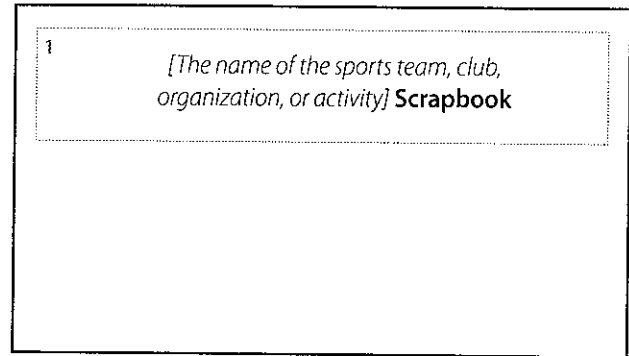 1
[The name of the sports team, club,
organization, or activity] Scrapbook